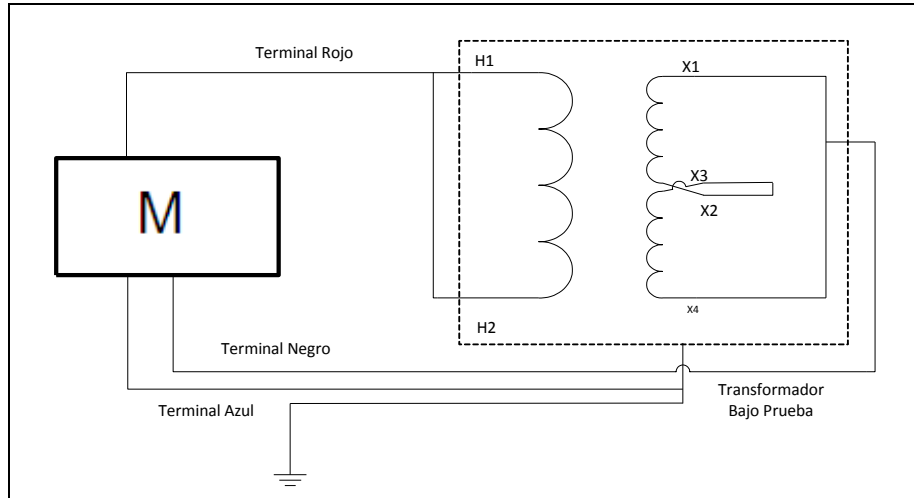 Terminal Rojo
H1
X1
M
X3
X2
X4
H2
Terminal Negro
Transformador
Bajo Prueba
Terminal Azul